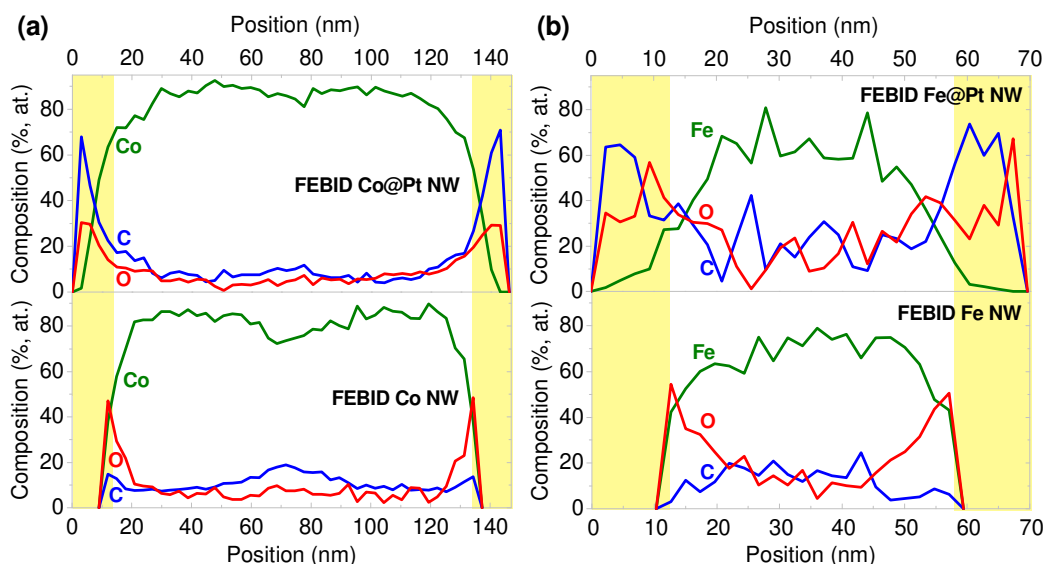 (a)
Position (nm)
0 20 40 60 80 100 120 140
Composition (%, at.)
80
60
40
20
0
Co
FEBID Co@Pt NW
C
O
Composition (%, at.)
80
60
40
20
0
Co
FEBID Co NW
O
C
0 20 40 60 80 100 120 140
Position (nm)
(b)
Position (nm)
0 10 20 30 40 50 60 70
Composition (%, at.)
80
60
40
20
0
FEBID Fe@Pt NW
Fe
O
C
Composition (%, at.)
80
60
40
20
0
FEBID Fe NW
Fe
O
C
0 10 20 30 40 50 60 70
Position (nm)